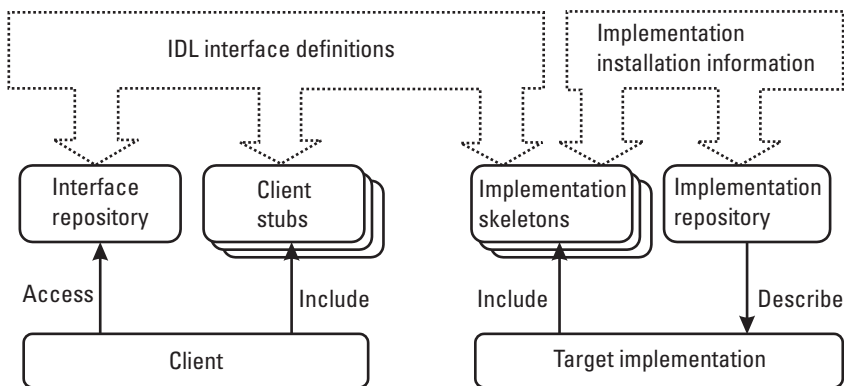 IDL interface definitions
Implementation
installation information
Interface
repository
Client
stubs
Implementation
skeletons
Implementation
repository
Access
Include
Include
Describe
Client
Target implementation